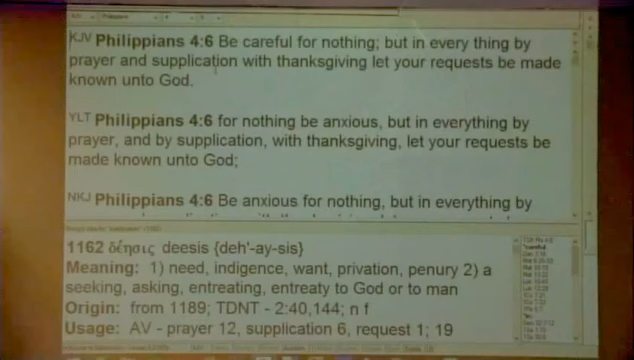 KJV Philippians 4:6 Be careful for nothing; but in every thing by
prayer and supplication with thanksgiving let your requests be made
known unto God.
YLT Philippians 4:6 for nothing be anxious, but in everything by
prayer, and by supplication, with thanksgiving, let your requests be
made known unto God;
NKJ Philippians 4:6 Be anxious for nothing, but in everything by
1162 δέησις deesis {deh'-ay-sis}
Meaning: 1) need, indigence, want, privation, penury 2) a
seeking, asking, entreating, entreaty to God or to man
Origin: from 1189; TDNT - 2:40,144; n f
Usage: AV - prayer 12, supplication 6, request 1; 19